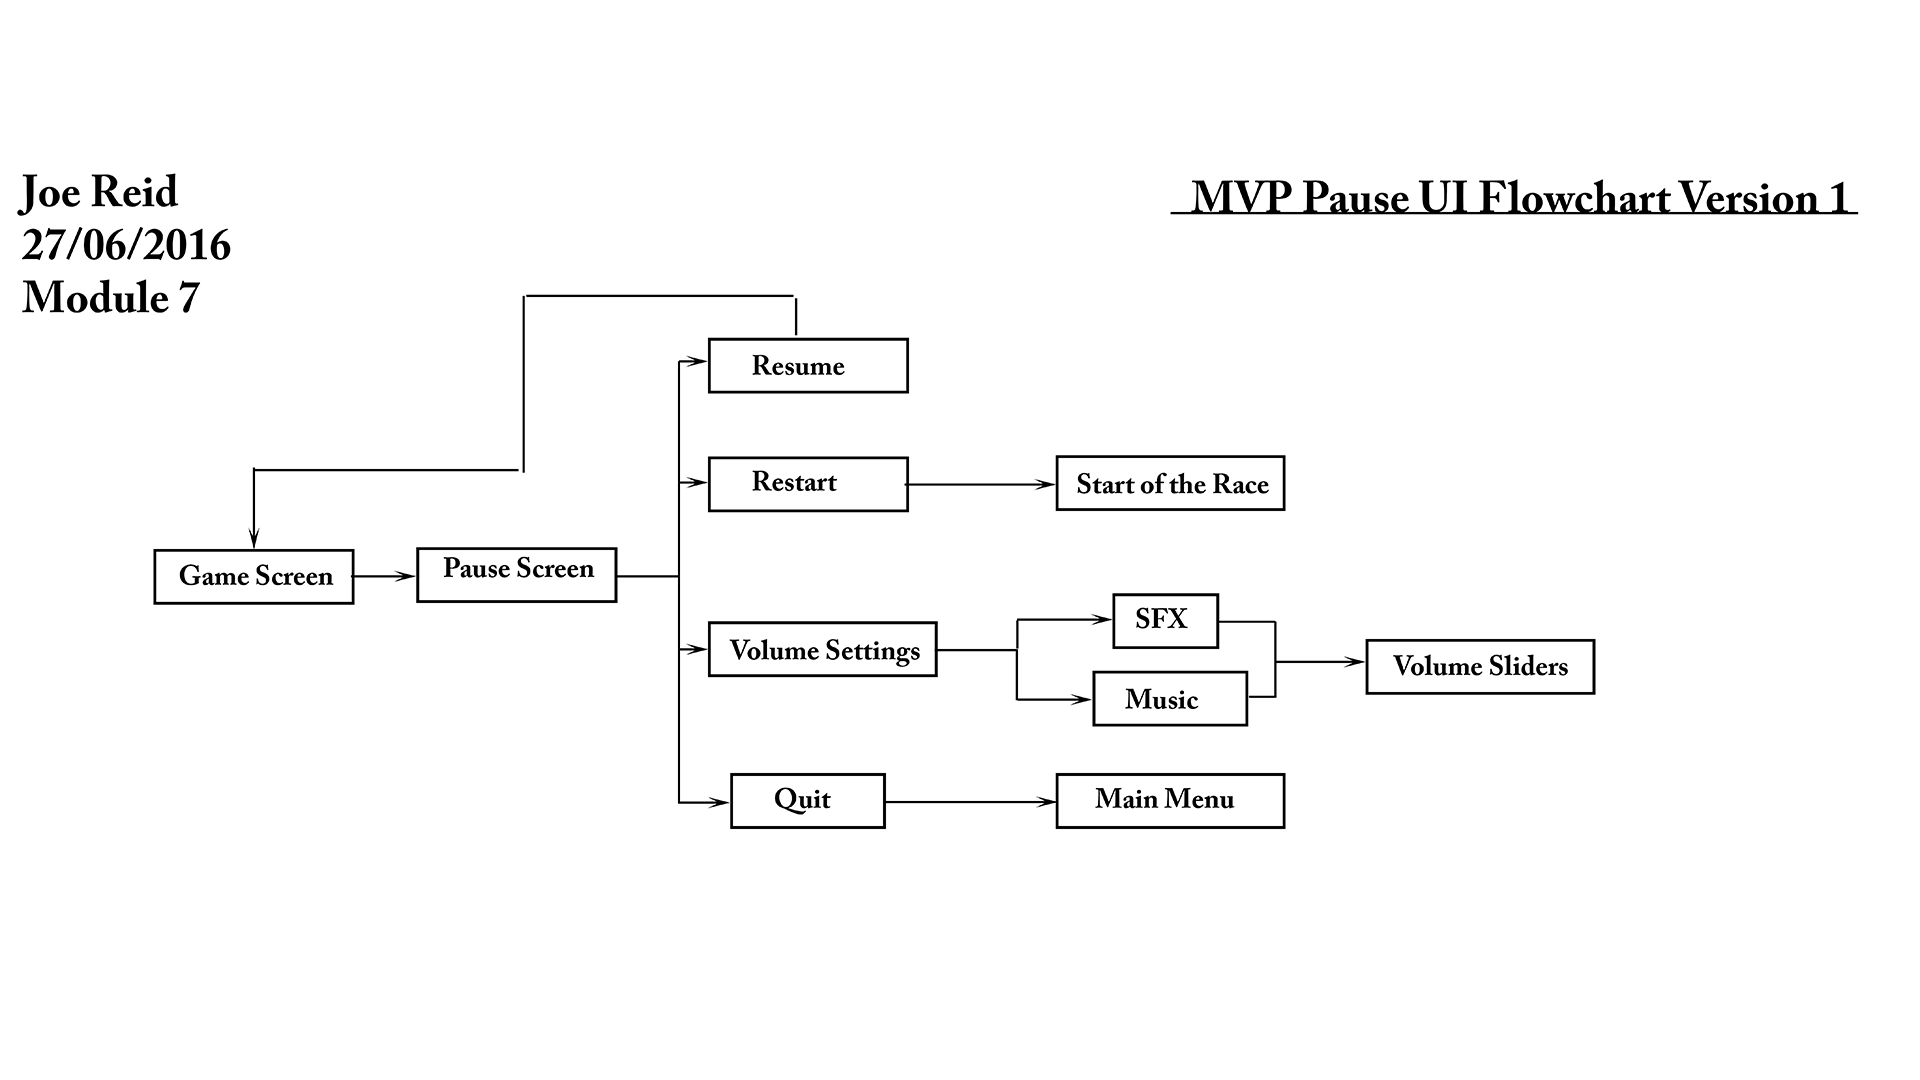 Joe Reid
27/06/2016
Module 7
MVP Pause UI Flowchart Version 1
Resume
Restart
Start of the Race
Game Screen
Pause Screen
Volume Settings
SFX
Music
Volume Sliders
Quit
Main Menu